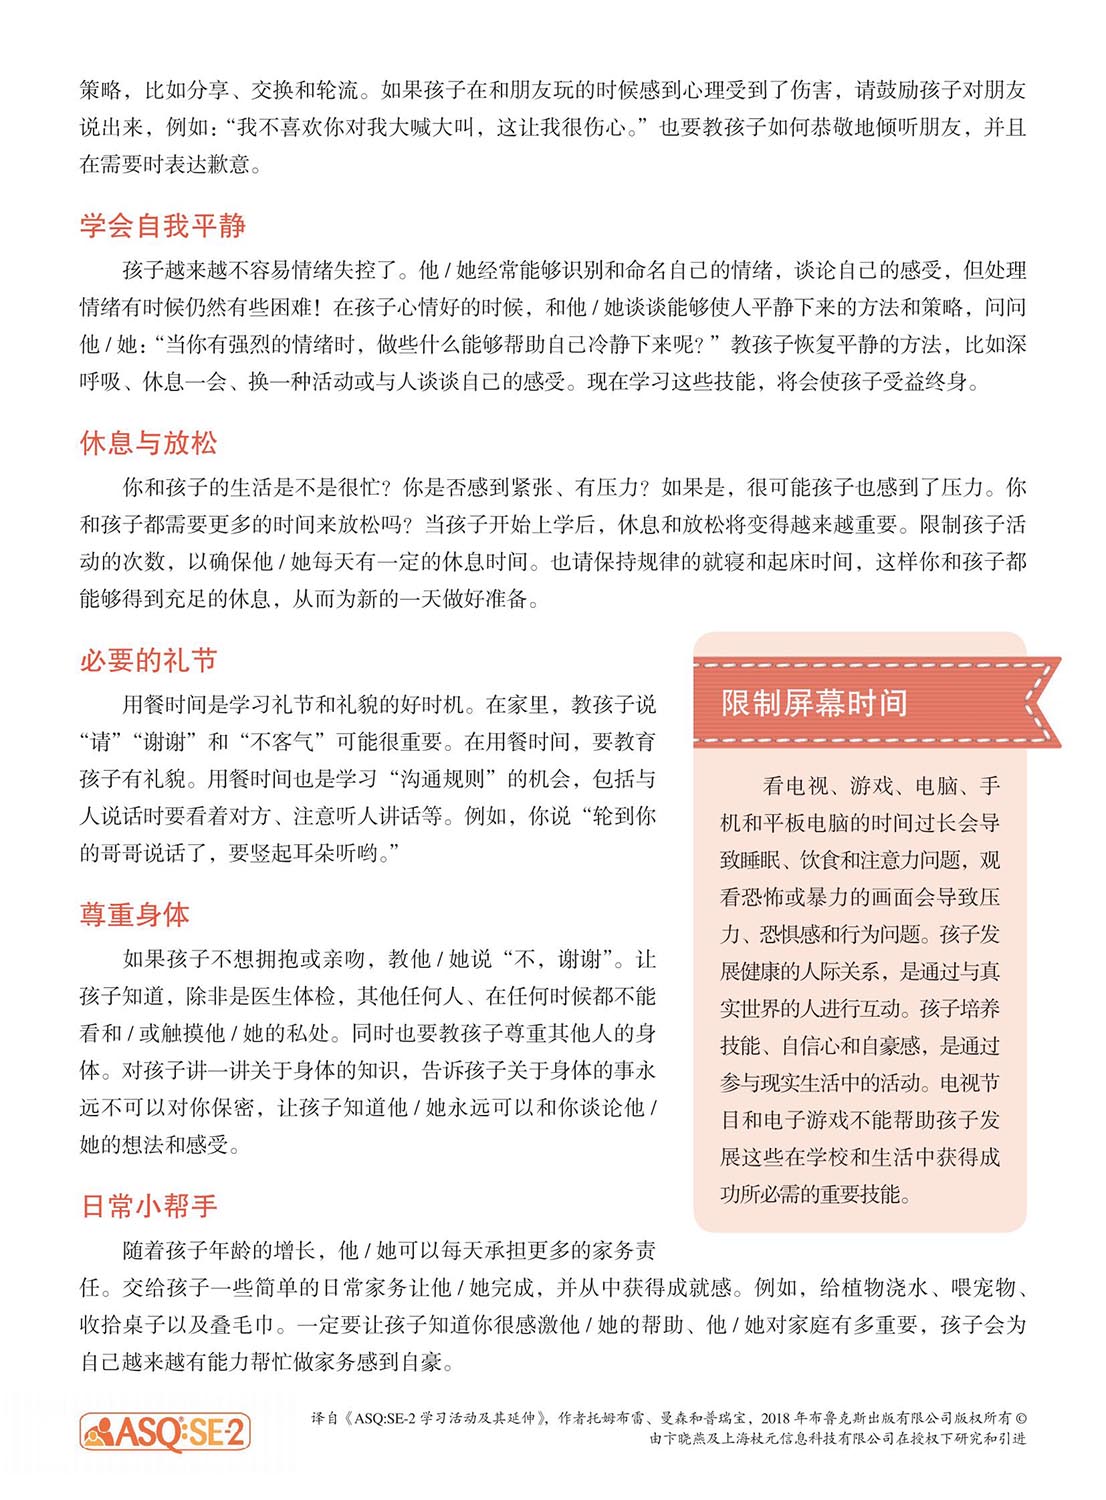 策略，比如分享、交换和轮流。如果孩子在和朋友玩的时候感到心理受到了伤害，请鼓励孩子对朋友
说出来，例如：“我不喜欢你对我大喊大叫，这让我很伤心。”也要教孩子如何恭敬地倾听朋友，并且
在需要时表达歉意。
学会自我平静
孩子越来越不容易情绪失控了。他 / 她经常能够识别和命名自己的情绪，谈论自己的感受，但处理
情绪有时候仍然有些困难！在孩子心情好的时候，和他 / 她谈谈能够使人平静下来的方法和策略，问问
他 / 她：“当你有强烈的情绪时，做些什么能够帮助自己冷静下来呢？”教孩子恢复平静的方法，比如深
呼吸、休息一会、换一种活动或与人谈谈自己的感受。现在学习这些技能，将会使孩子受益终身。
休息与放松
你和孩子的生活是不是很忙？你是否感到紧张、有压力？如果是，很可能孩子也感到了压力。你
和孩子都需要更多的时间来放松吗？当孩子开始上学后，休息和放松将变得越来越重要。限制孩子活
动的次数，以确保他 / 她每天有一定的休息时间。也请保持规律的就寝和起床时间，这样你和孩子都
能够得到充足的休息，从而为新的一天做好准备。
必要的礼节
用餐时间是学习礼节和礼貌的好时机。在家里，教孩子说
“请”“谢谢”和“不客气”可能很重要。在用餐时间，要教育
孩子有礼貌。用餐时间也是学习“沟通规则”的机会，包括与
人说话时要看着对方、注意听人讲话等。例如，你说“轮到你
的哥哥说话了，要竖起耳朵听哟。”
尊重身体
如果孩子不想拥抱或亲吻，教他 / 她说“不，谢谢”。让
孩子知道，除非是医生体检，其他任何人、在任何时候都不能
看和 / 或触摸他 / 她的私处。同时也要教孩子尊重其他人的身
体。对孩子讲一讲关于身体的知识，告诉孩子关于身体的事永
远不可以对你保密，让孩子知道他 / 她永远可以和你谈论他 /
她的想法和感受。
日常小帮手
随着孩子年龄的增长，他 / 她可以每天承担更多的家务责
任。交给孩子一些简单的日常家务让他 / 她完成，并从中获得成就感。例如，给植物浇水、喂宠物、
收拾桌子以及叠毛巾。一定要让孩子知道你很感激他 / 她的帮助、他 / 她对家庭有多重要，孩子会为
自己越来越有能力帮忙做家务感到自豪。
限制屏幕时间
看电视、游戏、电脑、手
机和平板电脑的时间过长会导
致睡眠、饮食和注意力问题，观
看恐怖或暴力的画面会导致压
力、恐惧感和行为问题。孩子发
展健康的人际关系，是通过与真
实世界的人进行互动。孩子培养
技能、自信心和自豪感，是通过
参与现实生活中的活动。电视节
目和电子游戏不能帮助孩子发
展这些在学校和生活中获得成
功所必需的重要技能。
ASQ:SE-2
译自《ASQ:SE-2 学习活动及其延伸》，作者托姆布雷、曼森和普瑞宝，2018 年布鲁克斯出版有限公司版权所有 ©
由卞晓燕及上海杖元信息科技有限公司在授权下研究和引进